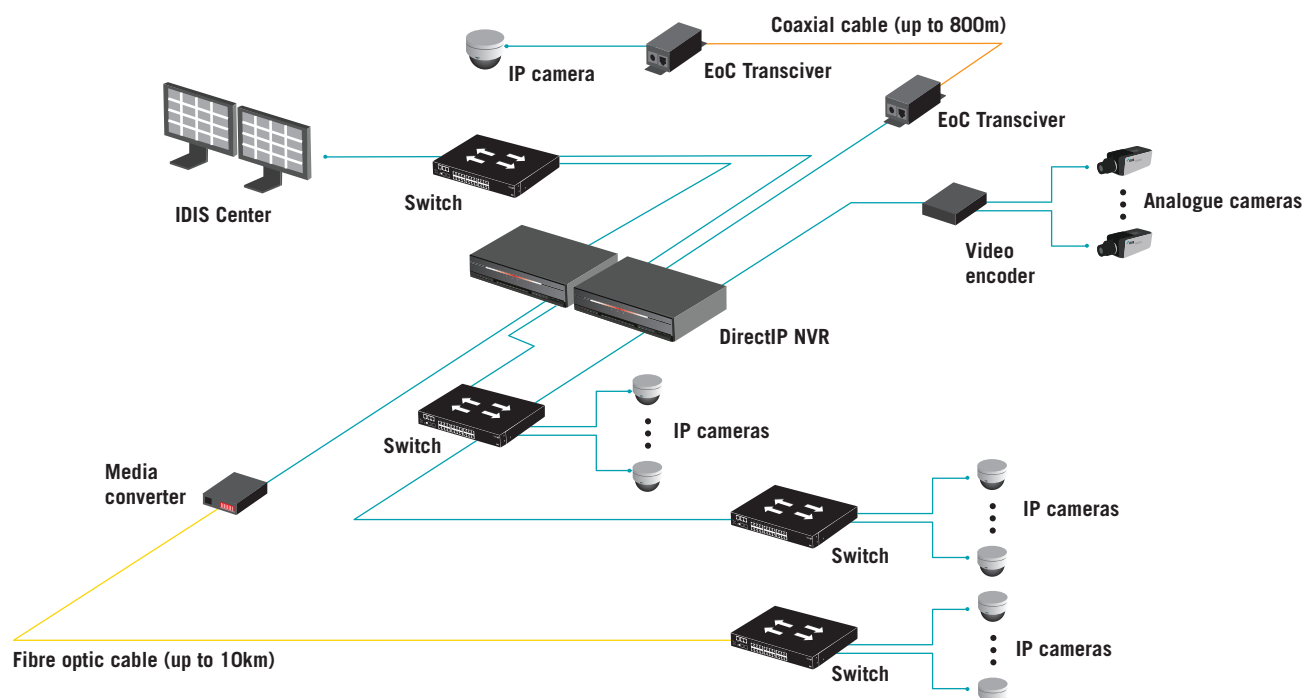 Coaxial cable (up to 800m)
IP camera
EoC Transciver
EoC Transciver
IDIS Center
Switch
Analogue cameras
Video
encoder
DirectIP NVR
Switch
IP cameras
Media
converter
IP cameras
Switch
Fibre optic cable (up to 10km)
IP cameras
Switch